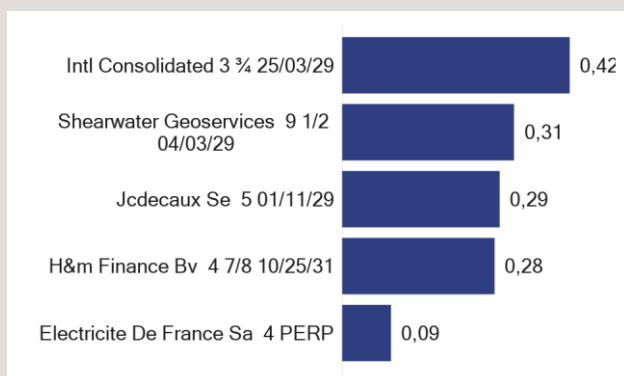 Intl Consolidated 3 ¾ 25/03/29 0,42
Shearwater Geoservices 9 1/2
04/03/29 0,31
Jcdecaux Se 5 01/11/29 0,29
H&m Finance Bv 4 7/8 10/25/31 0,28
Electricite De France Sa 4 PERP 0,09